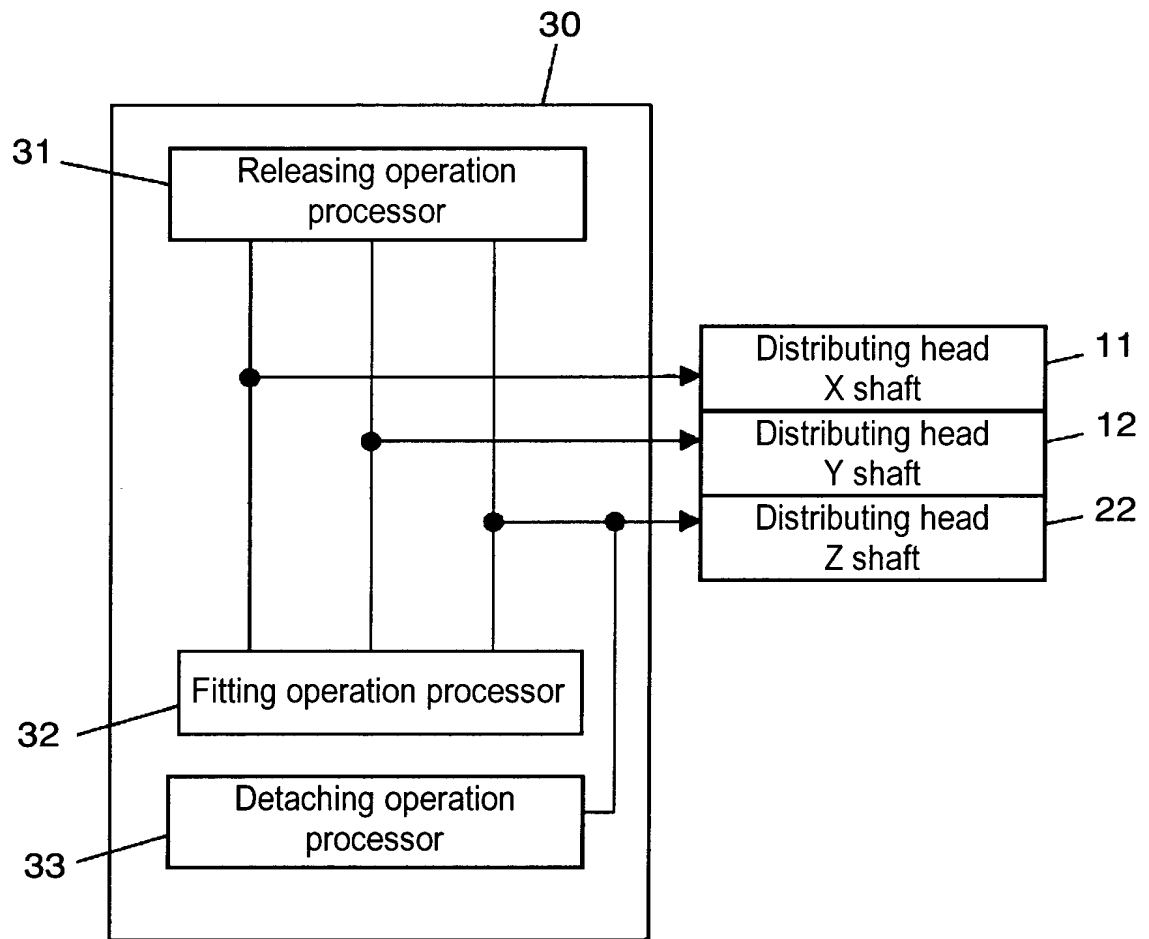 30
31
Releasing operation
processor
Distributing head
X shaft
11
Distributing head
Y shaft
12
Distributing head
Z shaft
22
Fitting operation processor
32
Detaching operation
processor
33